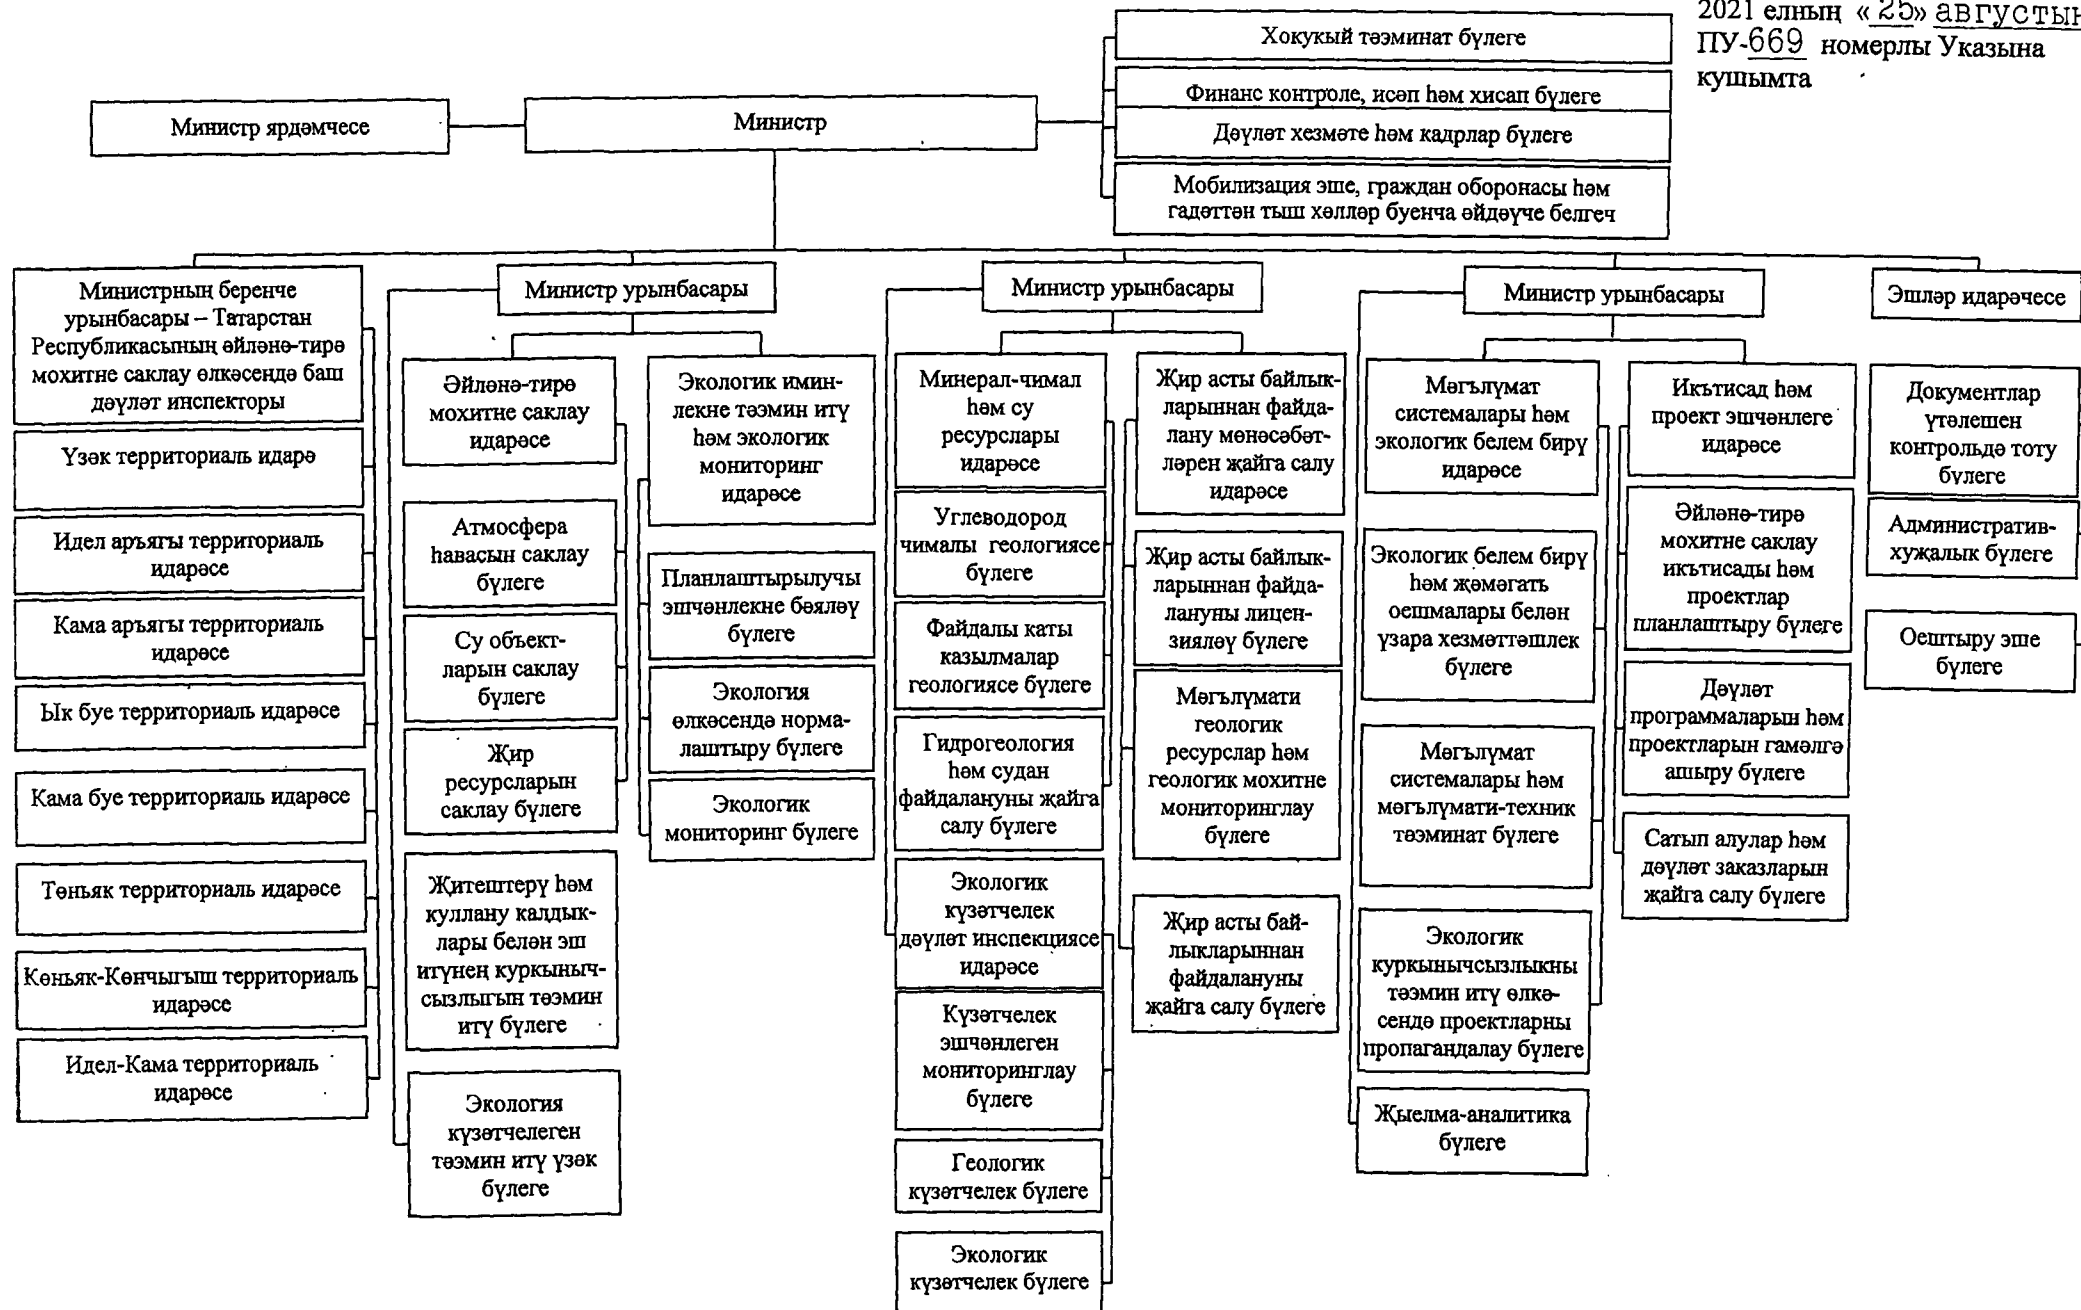 2021 елның «25» августын
ПУ-669 номерлы Указына
кушымта
Хокукый тәэминат бүлеге
Финанс контроле, исәп һәм хисап бүлеге
Дәүләт хезмәте һәм кадрлар бүлеге
Мобилизация эше, граждан оборонасы һәм
гадәттән тыш хәлләр буенча әйдәүче белгеч
Министр ярдәмчесе
Министр
Министрның беренче
урынбасары – Татарстан
Республикасының әйләнә-тирә
мохитне саклау өлкәсендә баш
дәүләт инспекторы
Үзәк территориаль идарә
Идел аръягы территориаль
идарәсе
Кама аръягы территориаль
идарәсе
Ык буе территориаль идарәсе
Кама буе территориаль идарәсе
Төньяк территориаль идарәсе
Көньяк-Көнчыгыш территориаль
идарәсе
Идел-Кама территориаль
идарәсе
Министр урынбасары
Әйләнә-тирә
мохитне саклау
идарәсе
Атмосфера
һавасын саклау
бүлеге
Су объект-
ларын саклау
бүлеге
Җир
ресурсларын
саклау бүлеге
Җитештерү һәм
куллану калдык-
лары белән эш
итүнең куркыныч-
сызлыгын тәэмин
итү бүлеге
Экология
күзәтчелеген
тәэмин итү үзәк
бүлеге
Экологик имин-
лекне тәэмин итү
һәм экологик
мониторинг
идарәсе
Планлаштырылучы
эшчәнлекне бәяләү
бүлеге
Экология
өлкәсендә норма-
лаштыру бүлеге
Экологик
мониторинг бүлеге
Министр урынбасары
Минерал-чимал
һәм су
ресурслары
идарәсе
Углеводород
чималы геологиясе
бүлеге
Файдалы каты
казылмалар
геологиясе бүлеге
Гидрогеология
һәм судан
файдалануны җайга
салу бүлеге
Экологик
күзәтчелек
дәүләт инспекциясе
идарәсе
Күзәтчелек
эшчәнлеген
мониторинглау
бүлеге
Геологик
күзәтчелек бүлеге
Экологик
күзәтчелек бүлеге
Җир асты байлык-
ларыннан файда-
лану мөнәсәбәт-
ләрен җайга салу
идарәсе
Җир асты байлык-
ларыннан файда-
лануны лицен-
зияләү бүлеге
Мәгълүмати
геологик
ресурслар һәм
геологик мохитне
мониторинглау
бүлеге
Җир асты бай-
лыкларыннан
файдалануны
җайга салу бүлеге
Министр урынбасары
Мәгълүмат
системалары һәм
экологик белем бирү
идарәсе
Экологик белем бирү
һәм җәмәгать
оешмалары белән
үзара хезмәттәшлек
бүлеге
Мәгълүмат
системалары һәм
мәгълүмати-техник
тәэминат бүлеге
Экологик
куркынычсызлыкны
тәэмин итү өлкә-
сендә проектларны
пропагандалау бүлеге
Җыелма-аналитика
бүлеге
Икътисад һәм
проект эшчәнлеге
идарәсе
Әйләнә-тирә
мохитне саклау
икътисады һәм
проектлар
планлаштыру бүлеге
Дәүләт
программаларын һәм
проектларын гамәлгә
ашыру бүлеге
Сатып алулар һәм
дәүләт заказларын
җайга салу бүлеге
Эшләр идарәчесе
Документлар
үтәлешен
контрольдә тоту
бүлеге
Административ-
хуҗалык бүлеге
Оештыру эше
бүлеге